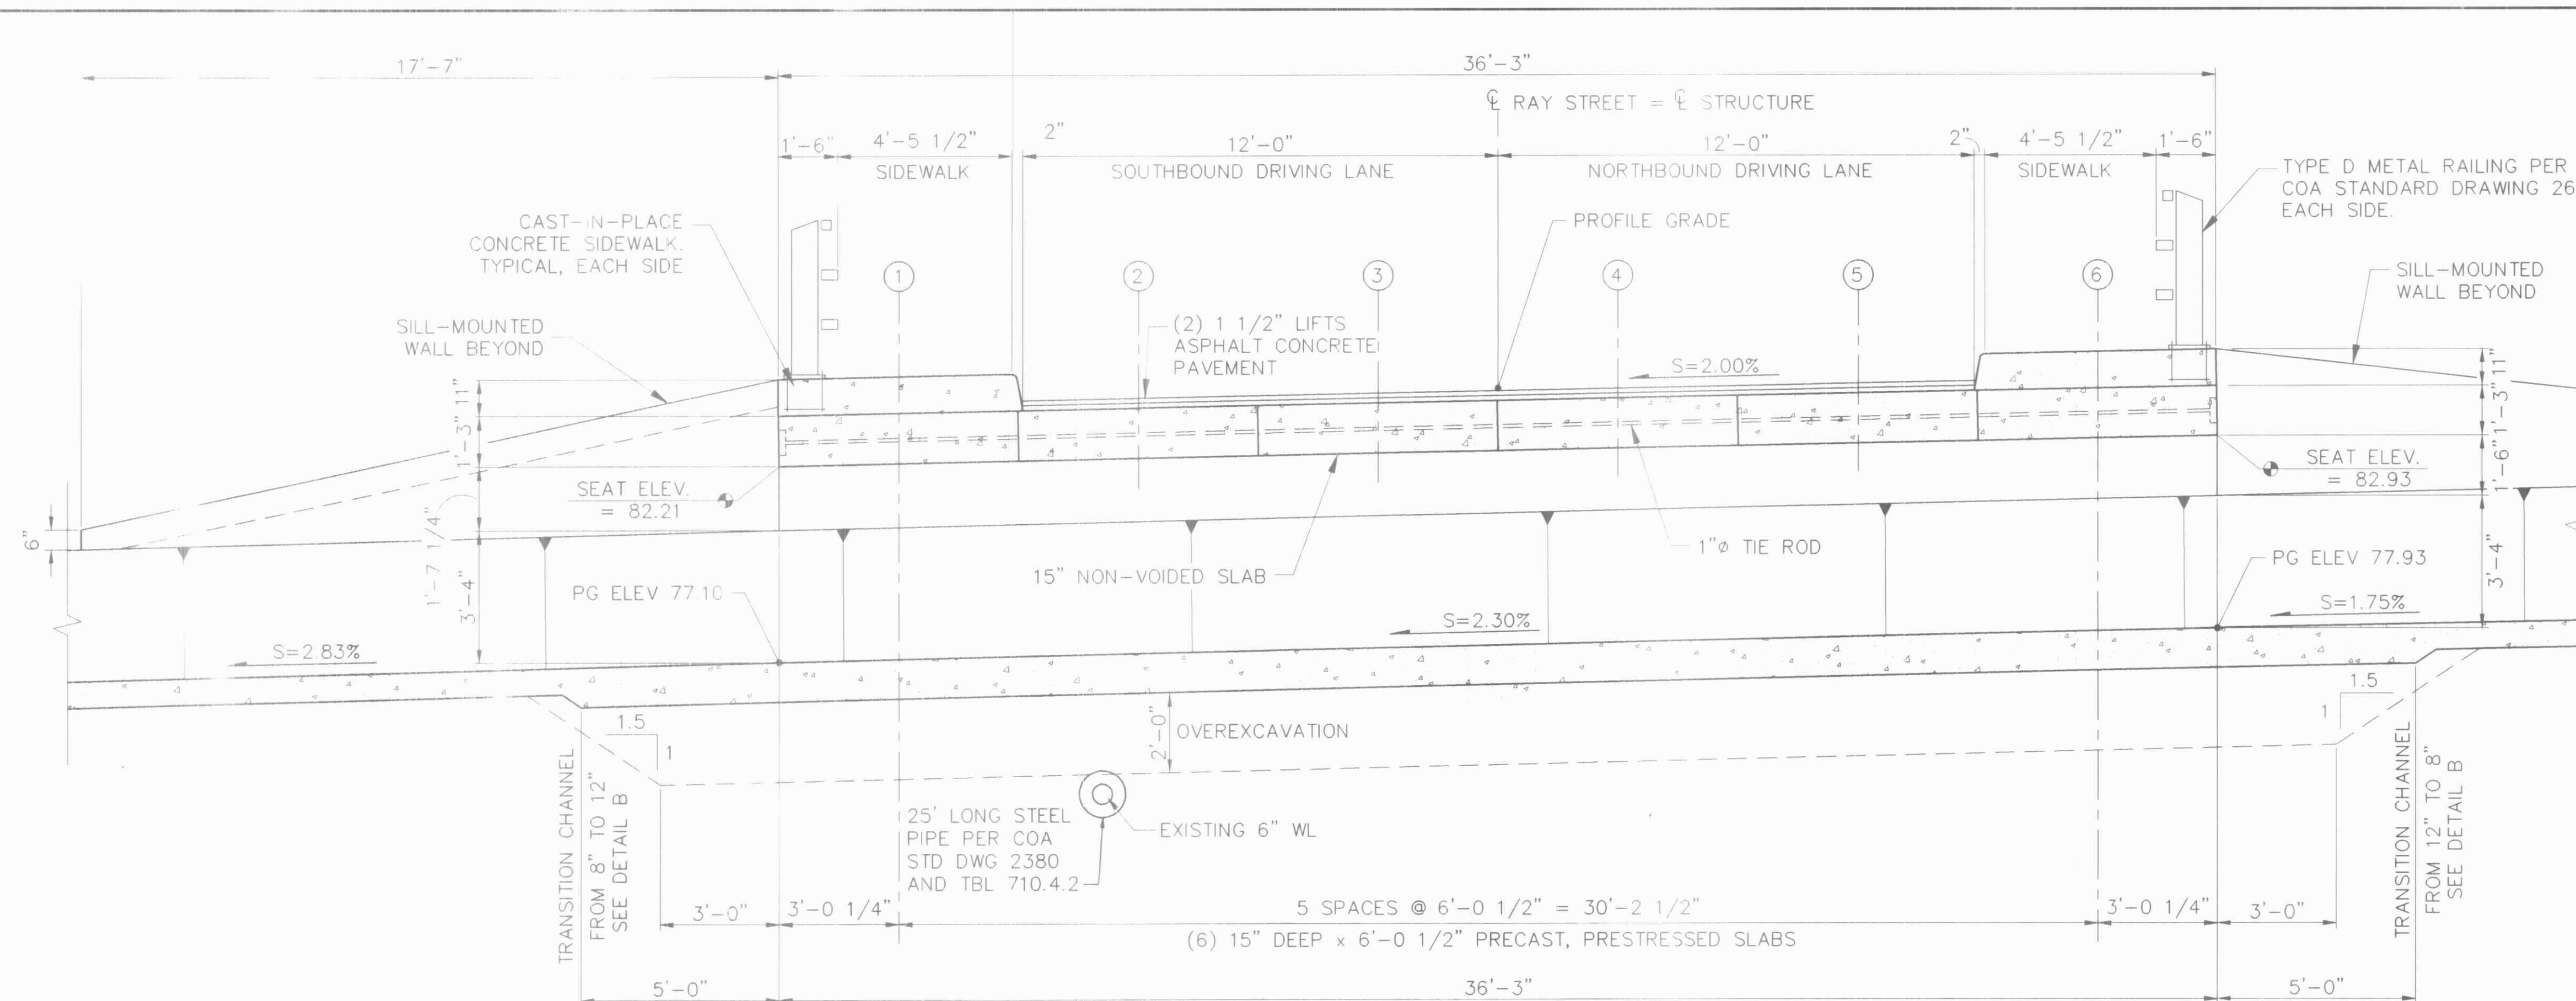 17'-7"
36'-3"
℄ RAY STREET = ℄ STRUCTURE
1'-6"
4'-5 1/2"
2"
12'-0"
12'-0"
2"
4'-5 1/2"
1'-6"
SIDEWALK
SOUTHBOUND DRIVING LANE
NORTHBOUND DRIVING LANE
SIDEWALK
TYPE D METAL RAILING PER
COA STANDARD DRAWING 26
EACH SIDE.
CAST-IN-PLACE
CONCRETE SIDEWALK.
TYPICAL, EACH SIDE
PROFILE GRADE
1
2
3
4
5
6
SILL-MOUNTED
WALL BEYOND
SILL-MOUNTED
WALL BEYOND
(2) 1 1/2" LIFTS
ASPHALT CONCRETE
PAVEMENT
S=2.00%
11"
1'-3"
1'-7 1/4"
3'-4"
6"
11"
1'-3"
1'-6"
3'-4"
SEAT ELEV.
= 82.21
SEAT ELEV.
= 82.93
1"ø TIE ROD
15" NON-VOIDED SLAB
PG ELEV 77.10
PG ELEV 77.93
S=2.83%
S=2.30%
S=1.75%
1.5
1
1.5
1
2'-0"
OVEREXCAVATION
TRANSITION CHANNEL
FROM 8" TO 12"
SEE DETAIL B
25' LONG STEEL
PIPE PER COA
STD DWG 2380
AND TBL 710.4.2
EXISTING 6" WL
TRANSITION CHANNEL
FROM 12" TO 8"
SEE DETAIL B
3'-0"
3'-0 1/4"
5 SPACES @ 6'-0 1/2" = 30'-2 1/2"
3'-0 1/4"
3'-0"
(6) 15" DEEP x 6'-0 1/2" PRECAST, PRESTRESSED SLABS
5'-0"
36'-3"
5'-0"